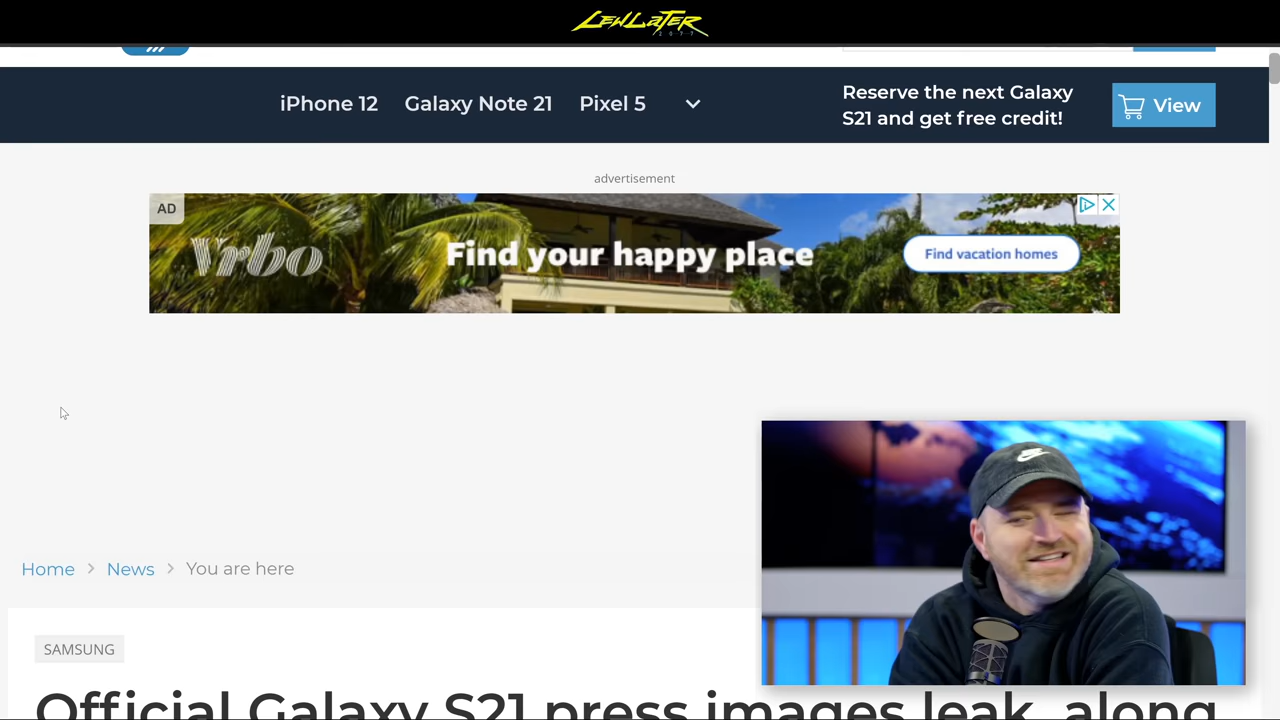 LEWLATER
2077
iPhone 12
Galaxy Note 21
Pixel 5
Reserve the next Galaxy
S21 and get free credit!
View
advertisement
AD
Vrbo
Find your happy place
Find vacation homes
Home
News
You are here
SAMSUNG
Official Galaxy S21 press images leak, along